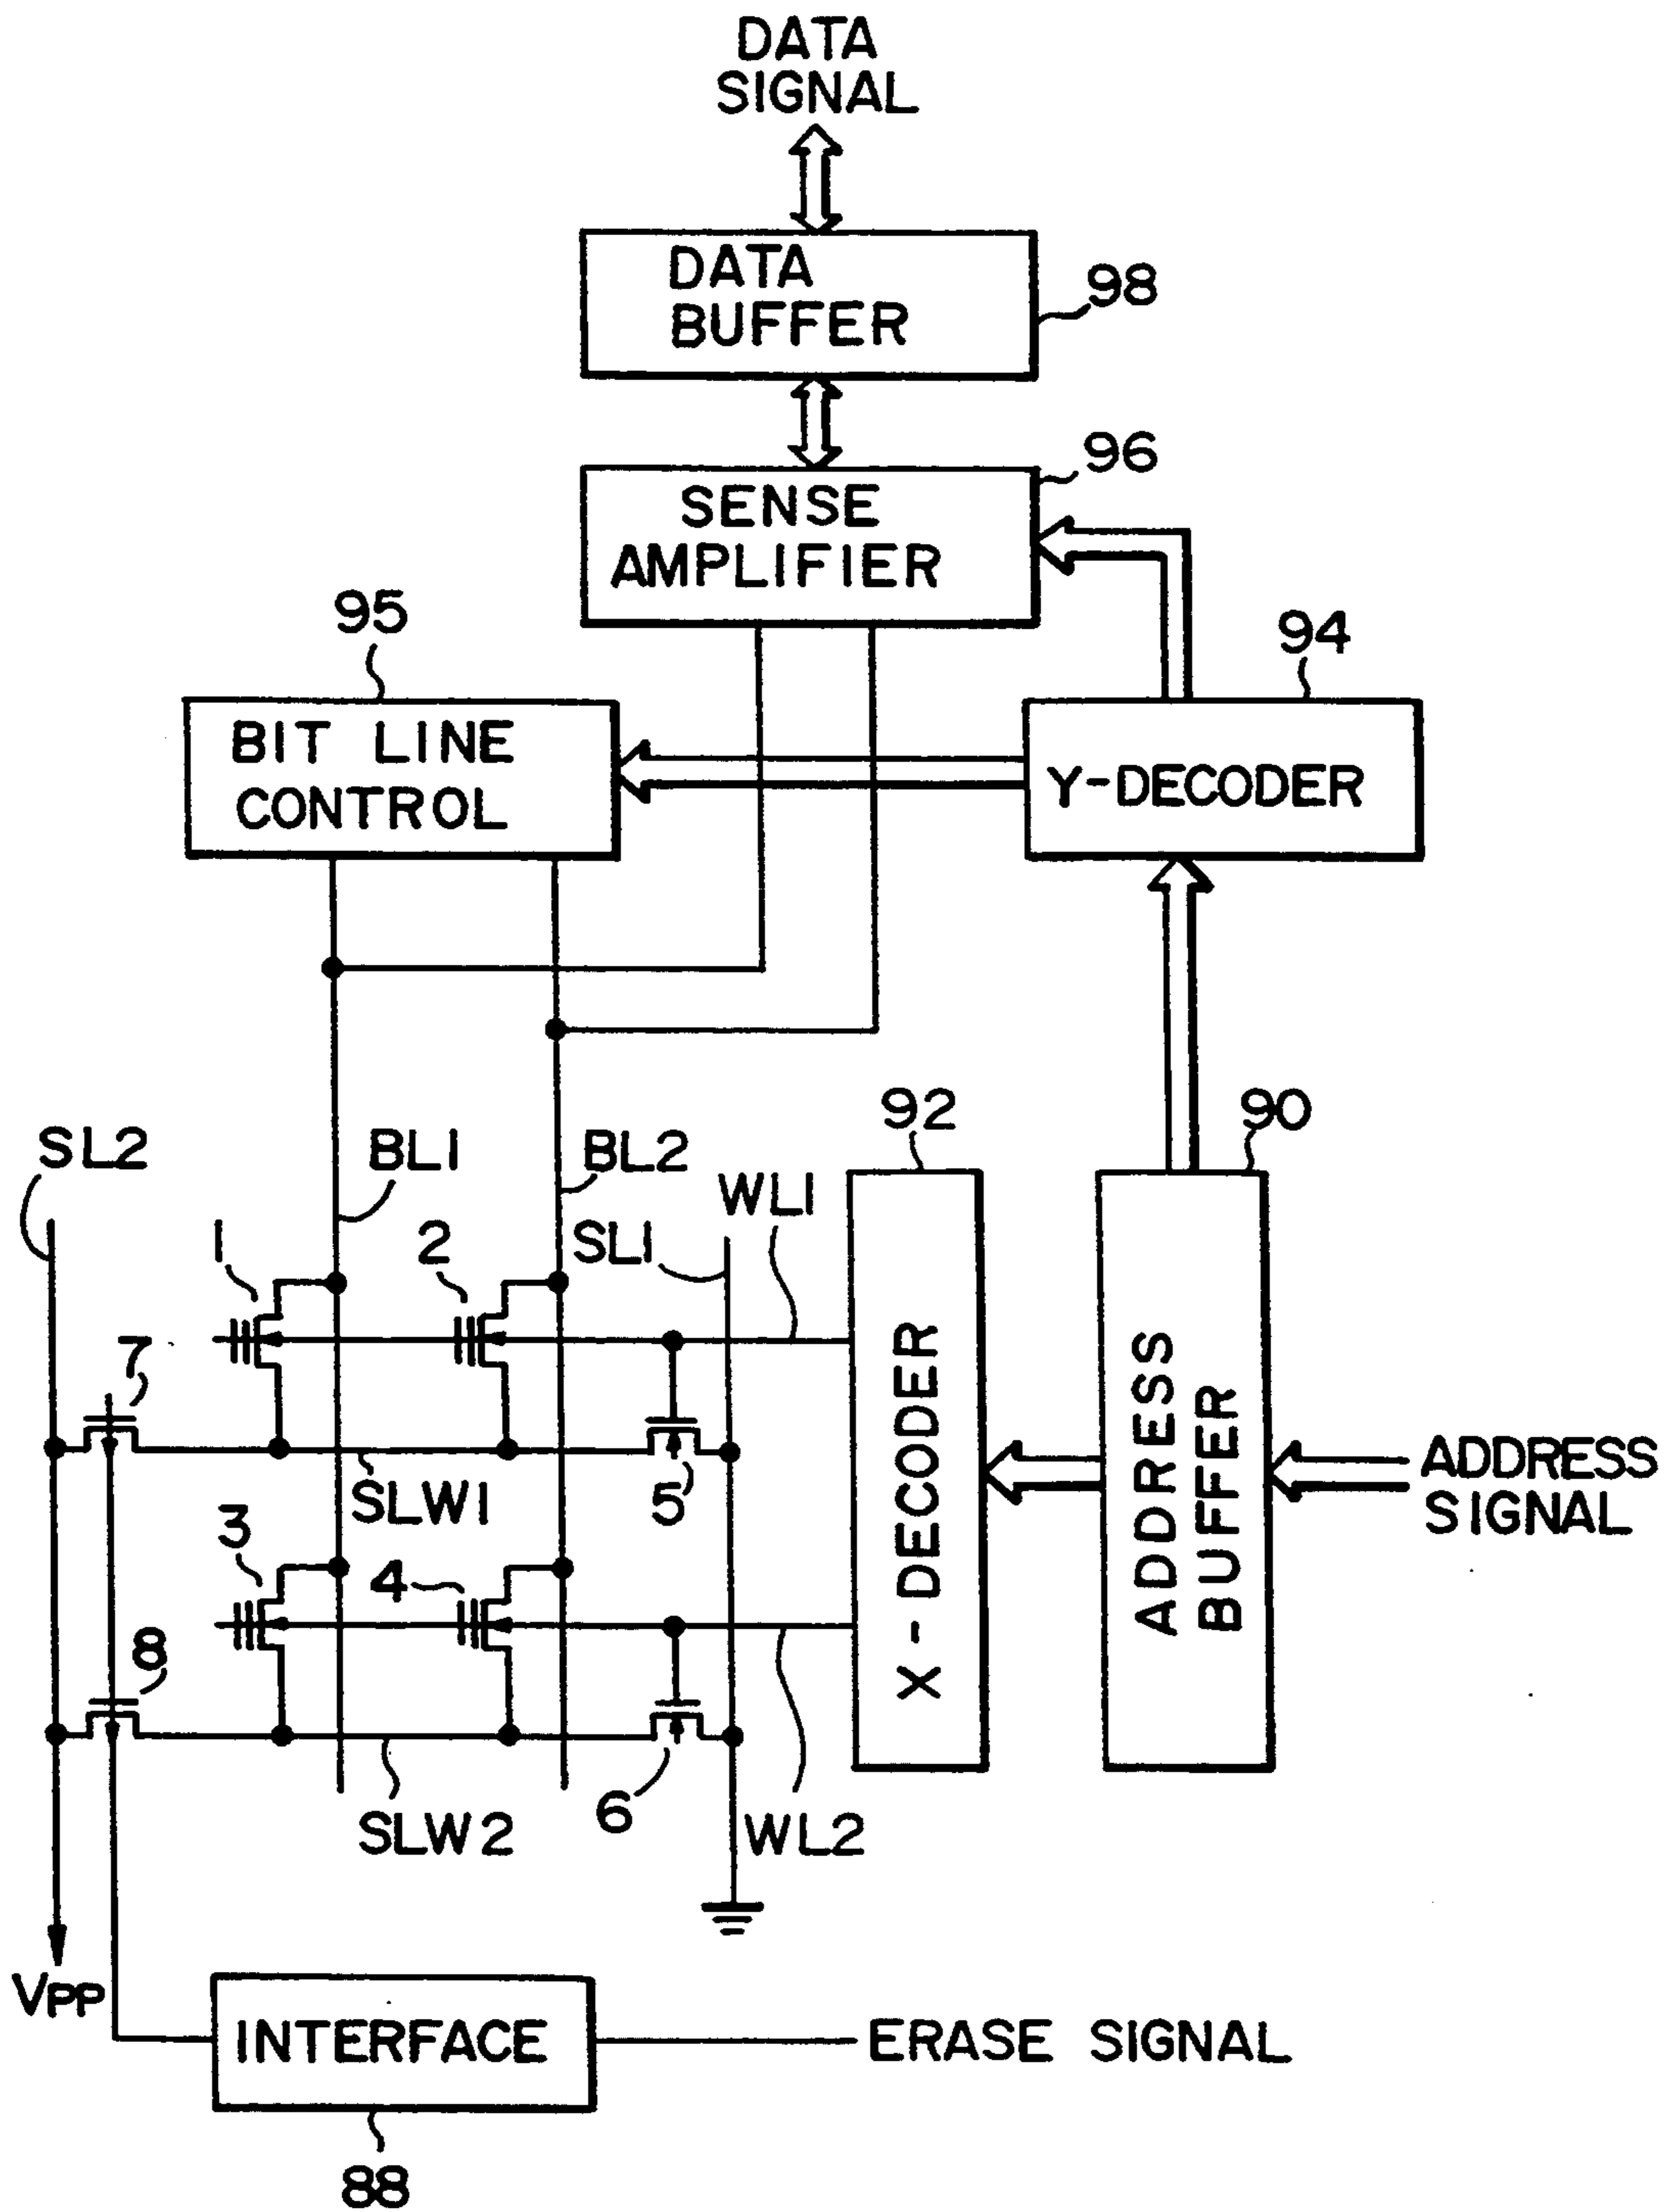 DATA
SIGNAL
DATA
BUFFER
98
SENSE
AMPLIFIER
96
95
94
BIT LINE
CONTROL
Y-DECODER
92
90
SL2
BL1
BL2
WL1
1
2
SL1
7
X-DECODER
ADDRESS
BUFFER
ADDRESS
SIGNAL
SLW1
5
3
4
8
6
SLW2
WL2
VPP
INTERFACE
ERASE SIGNAL
88